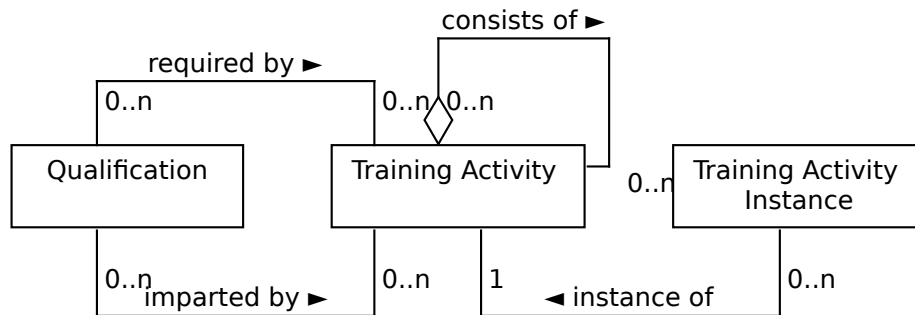 consists of ►
required by ►
0..n
0..n
0..n
Qualification
Training Activity
0..n
Training Activity
Instance
0..n
0..n
1
0..n
imparted by ►
◄ instance of